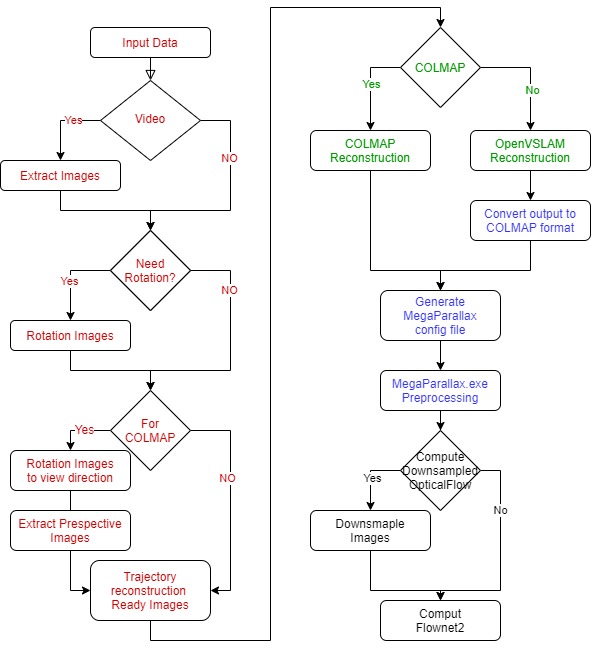 Input Data
Video
Yes
NO
Extract Images
Need
Rotation?
Yes
NO
Rotation Images
For
COLMAP
Yes
NO
Rotation Images
to view direction
Extract Prespective
Images
Trajectory
reconstruction
Ready Images
COLMAP
Yes
No
COLMAP
Reconstruction
OpenVSLAM
Reconstruction
Convert output to
COLMAP format
Generate
MegaParallax
config file
MegaParallax.exe
Preprocessing
Compute
Downsampled
OpticalFlow
Yes
No
Downsmaple
Images
Comput
Flownet2